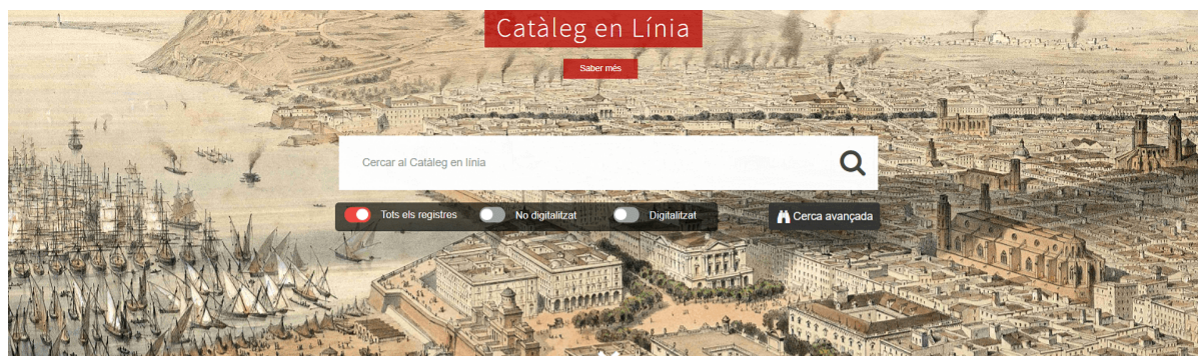 Catàleg en Línia
Saber més
Cercar al Catàleg en línia
Tots els registres No digitalitzat Digitalitzat Cerca avançada